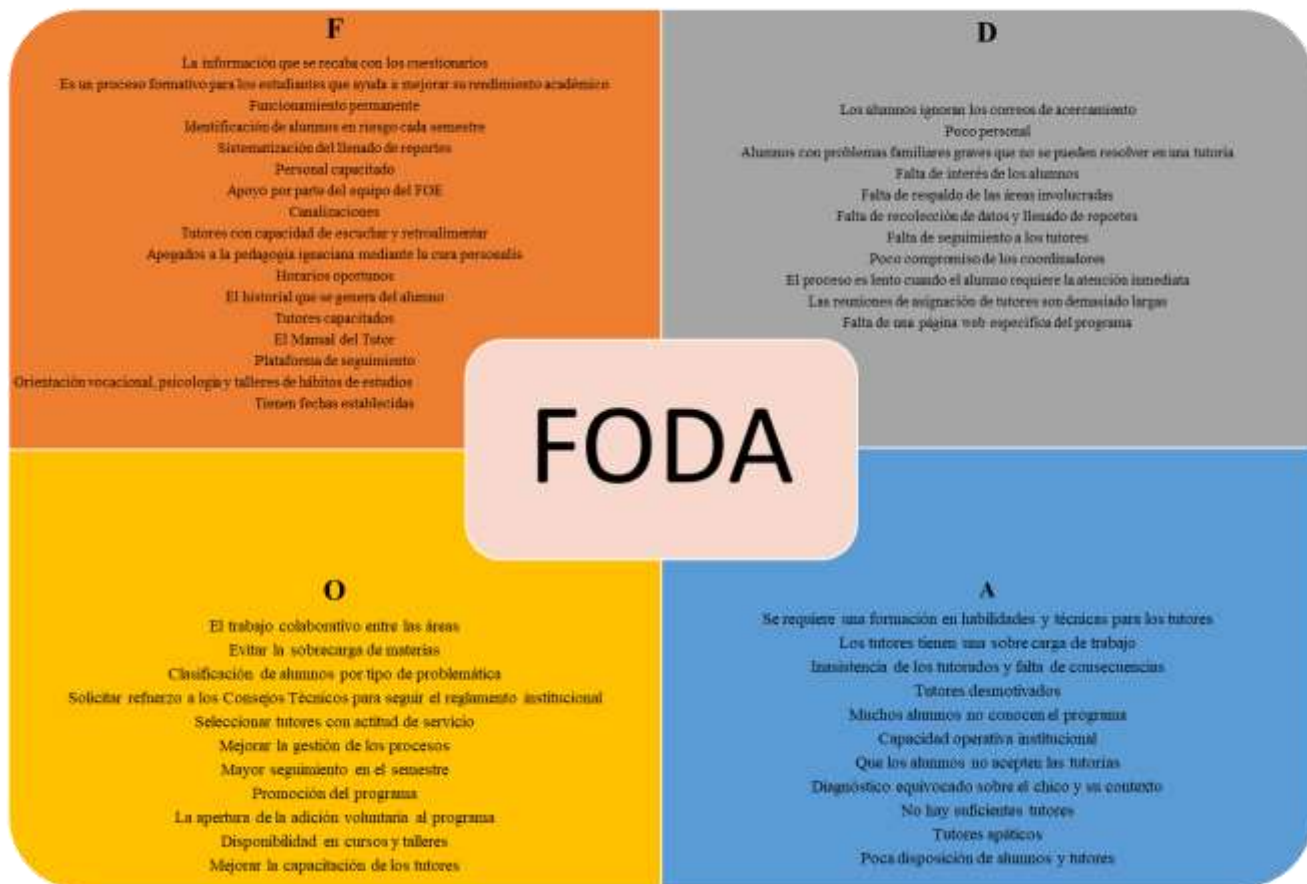 F
La información que se recaba con los cuestionarios
Es un proceso formativo para los estudiantes que ayuda a mejorar su rendimiento académico
Funcionamiento permanente
Identificación de alumnos en riesgo cada semestre
Sistematización del llenado de reportes
Personal capacitado
Apoyo por parte del equipo del FOE
Canalizaciones
Tutores con capacidad de escuchar y retroalimentar
Apegados a la pedagogía ignaciana mediante la cura personalis
Horarios oportunos
El historial que se genera del alumno
Tutores capacitados
El Manual del Tutor
Plataforma de seguimiento
Orientación vocacional, psicología y talleres de hábitos de estudios
Tienen fechas establecidas
D
Los alumnos ignoran los correos de acercamiento
Poco personal
Alumnos con problemas familiares graves que no se pueden resolver en una tutoría
Falta de interés de los alumnos
Falta de respaldo de las áreas involucradas
Falta de recolección de datos y llenado de reportes
Falta de seguimiento a los tutores
Poco compromiso de los coordinadores
El proceso es lento cuando el alumno requiere la atención inmediata
Las reuniones de asignación de tutores son demasiado largas
Falta de una página web específica del programa
FODA
O
El trabajo colaborativo entre las áreas
Evitar la sobrecarga de materias
Clasificación de alumnos por tipo de problemática
Solicitar refuerzo a los Consejos Técnicos para seguir el reglamento institucional
Seleccionar tutores con actitud de servicio
Mejorar la gestión de los procesos
Mayor seguimiento en el semestre
Promoción del programa
La apertura de la adición voluntaria al programa
Disponibilidad en cursos y talleres
Mejorar la capacitación de los tutores
A
Se requiere una formación en habilidades y técnicas para los tutores
Los tutores tienen una sobre carga de trabajo
Inasistencia de los tutorados y falta de consecuencias
Tutores desmotivados
Muchos alumnos no conocen el programa
Capacidad operativa institucional
Que los alumnos no acepten las tutorías
Diagnóstico equivocado sobre el chico y su contexto
No hay suficientes tutores
Tutores apáticos
Poca disposición de alumnos y tutores